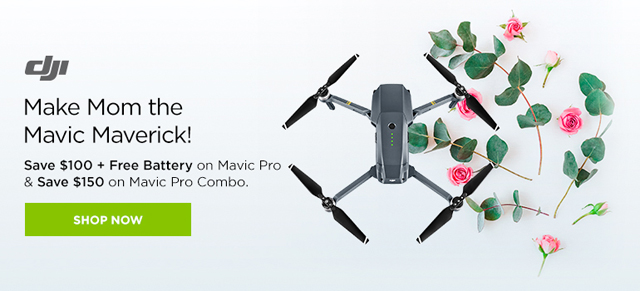 dji
Make Mom the
Mavic Maverick!
Save $100 + Free Battery on Mavic Pro
& Save $150 on Mavic Pro Combo.
SHOP NOW